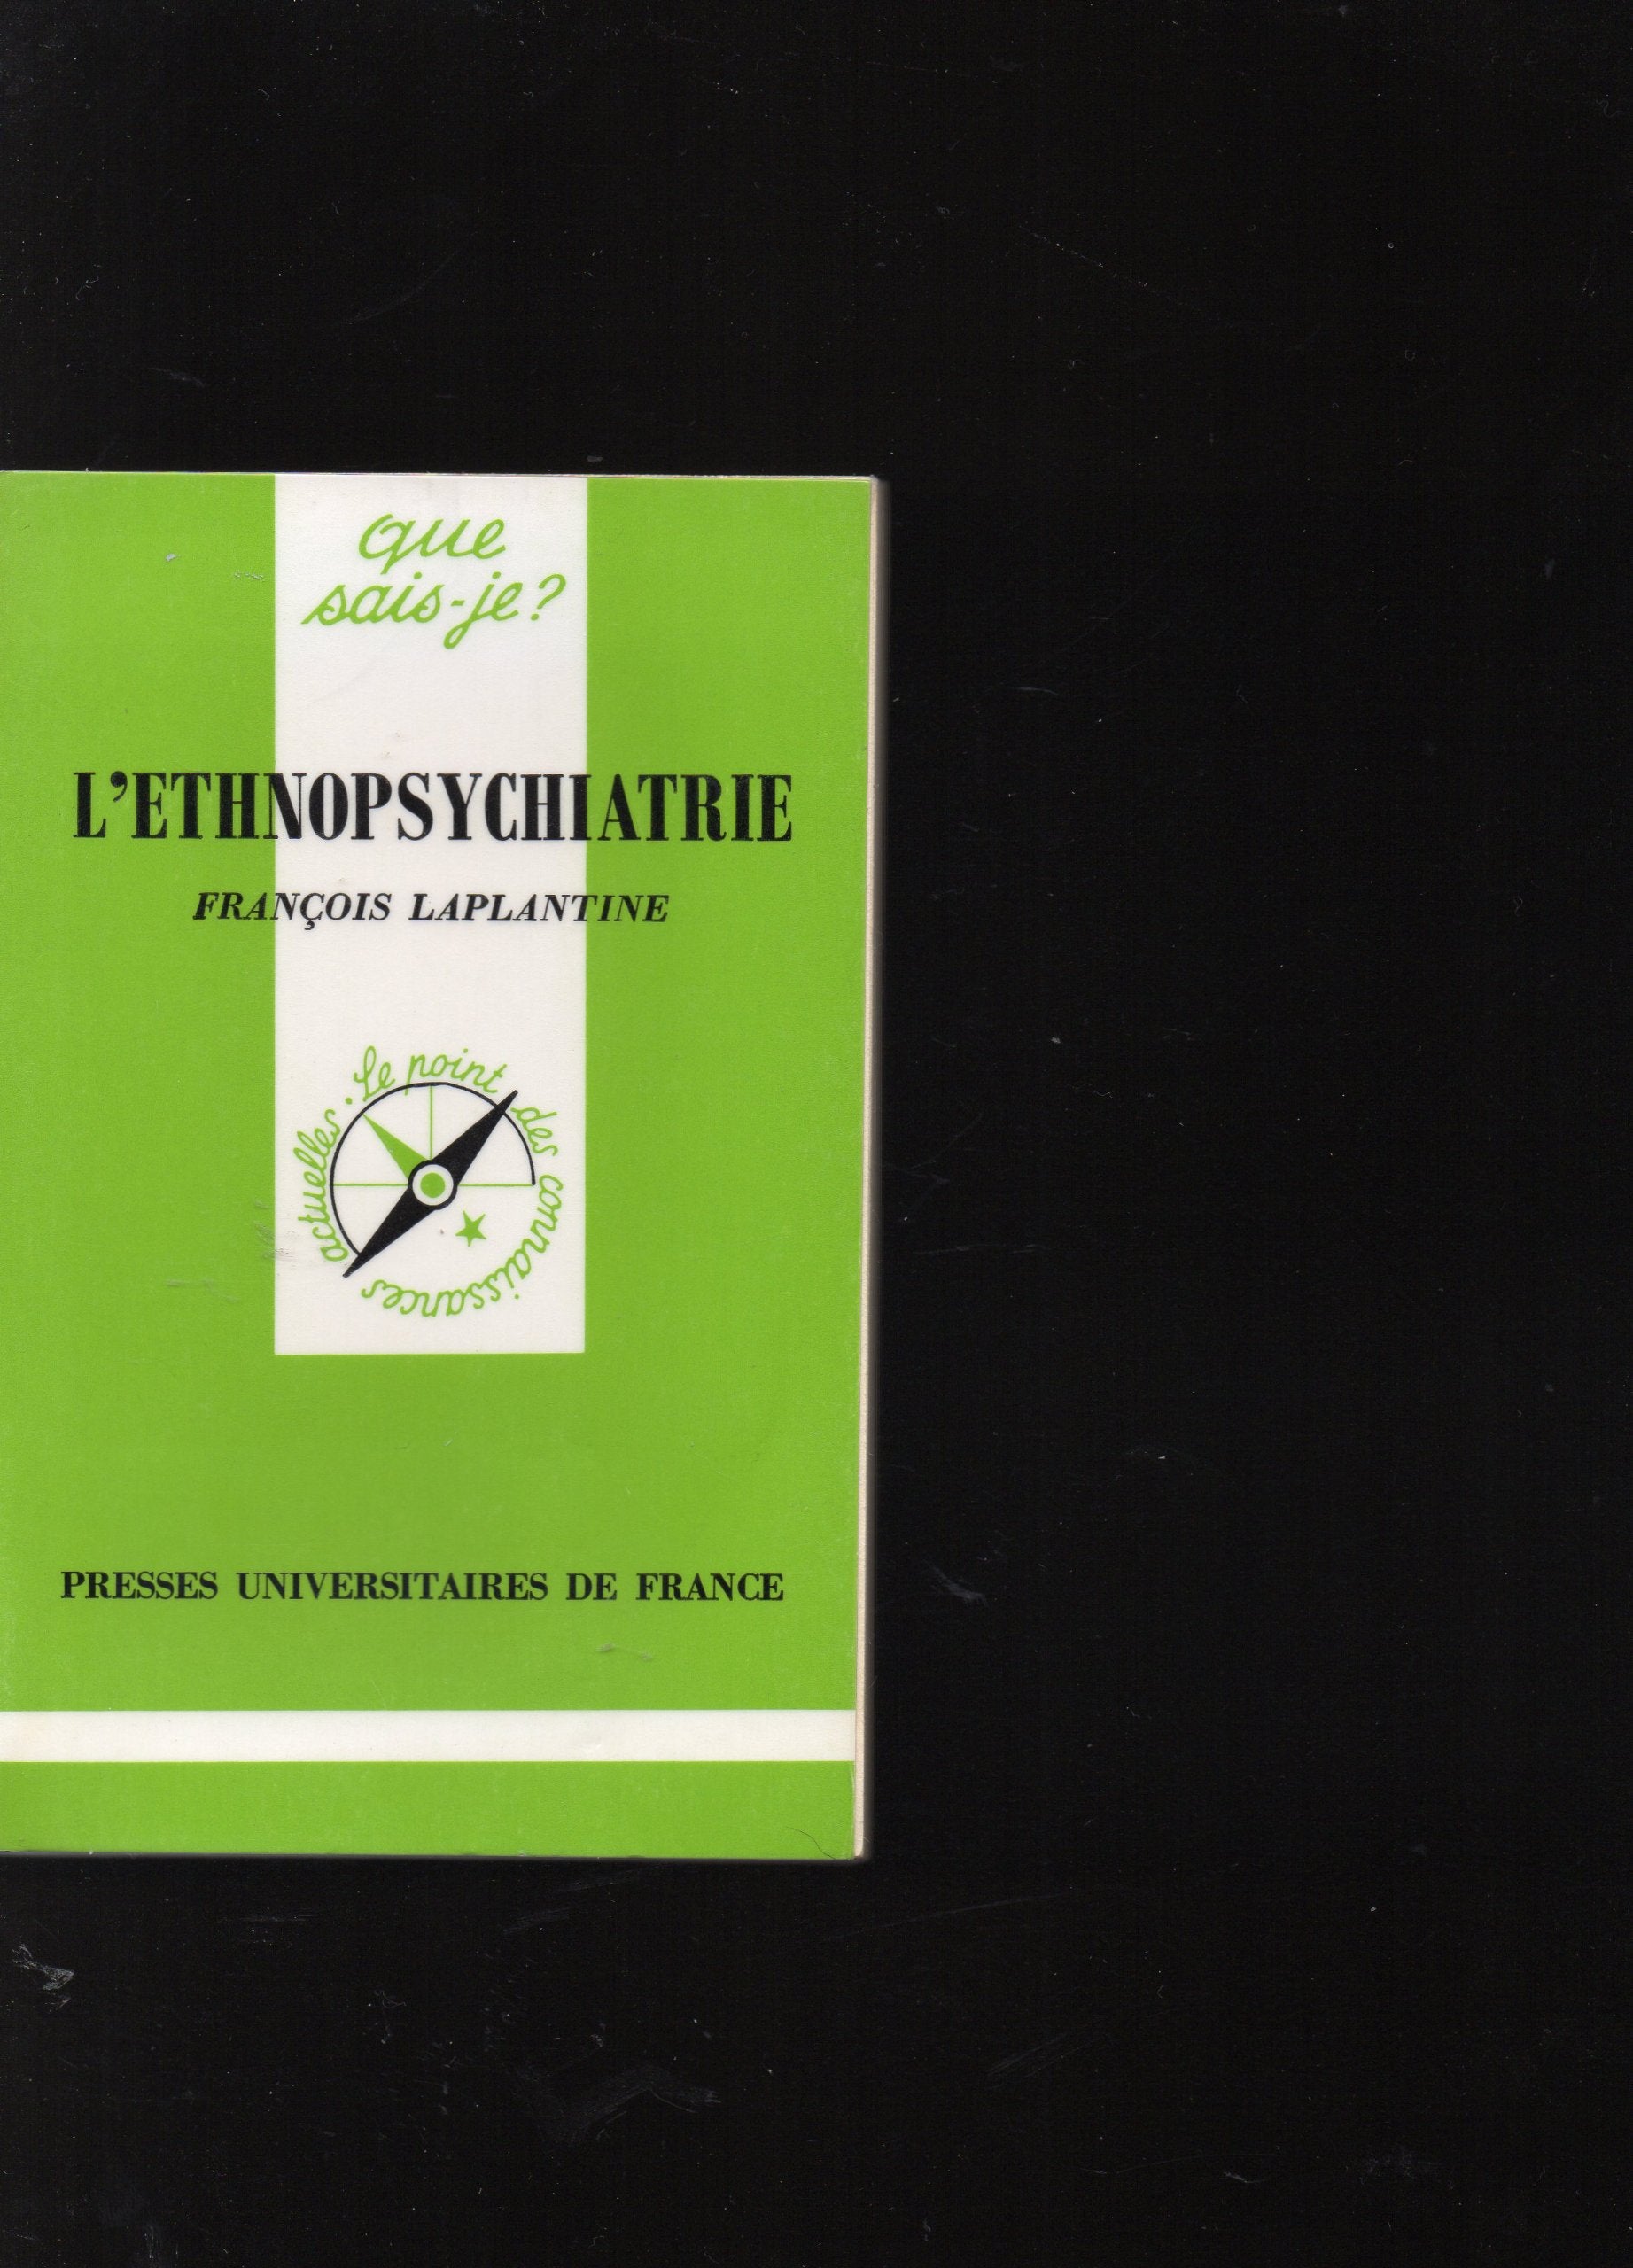 que
sais-je?
L'ETHNOPSYCHIATRIE
FRANÇOIS LAPLANTINE
Le point des connaissances actuelles.
PRESSES UNIVERSITAIRES DE FRANCE